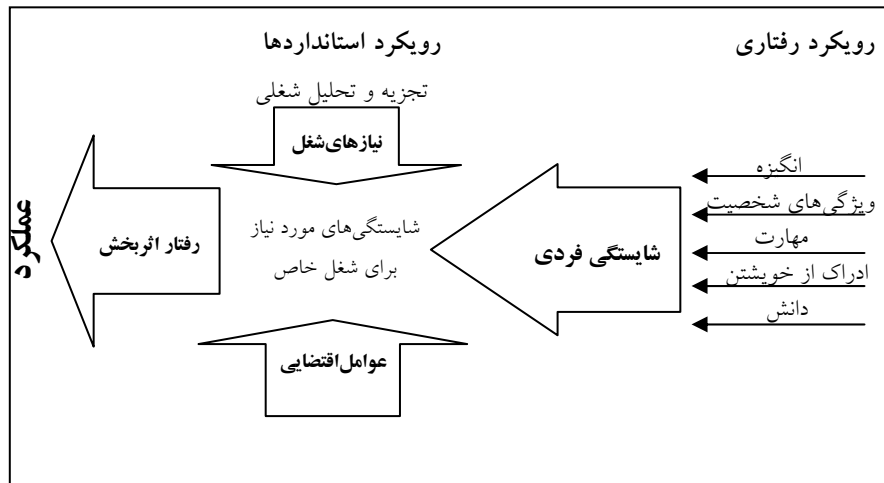 رویکرد رفتاری
رویکرد استانداردها
تجزیه و تحلیل شغلی
نیازهای‌شغل
انگیزه
ویژگی‌های شخصیت
مهارت
ادراک از خویشتن
دانش
شایستگی فردی
شایستگی‌های مورد نیاز
برای شغل خاص
عوامل‌اقتضایی
رفتار اثربخش
عملکرد